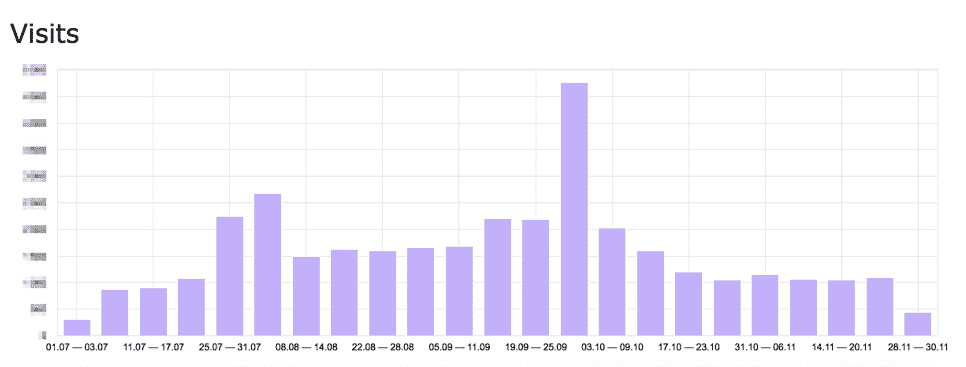 Visits
01.07 — 03.07 11.07 — 17.07 25.07 — 31.07 08.08 — 14.08 22.08 — 28.08 05.09 — 11.09 19.09 — 25.09 03.10 — 09.10 17.10 — 23.10 31.10 — 06.11 14.11 — 20.11 28.11 — 30.11